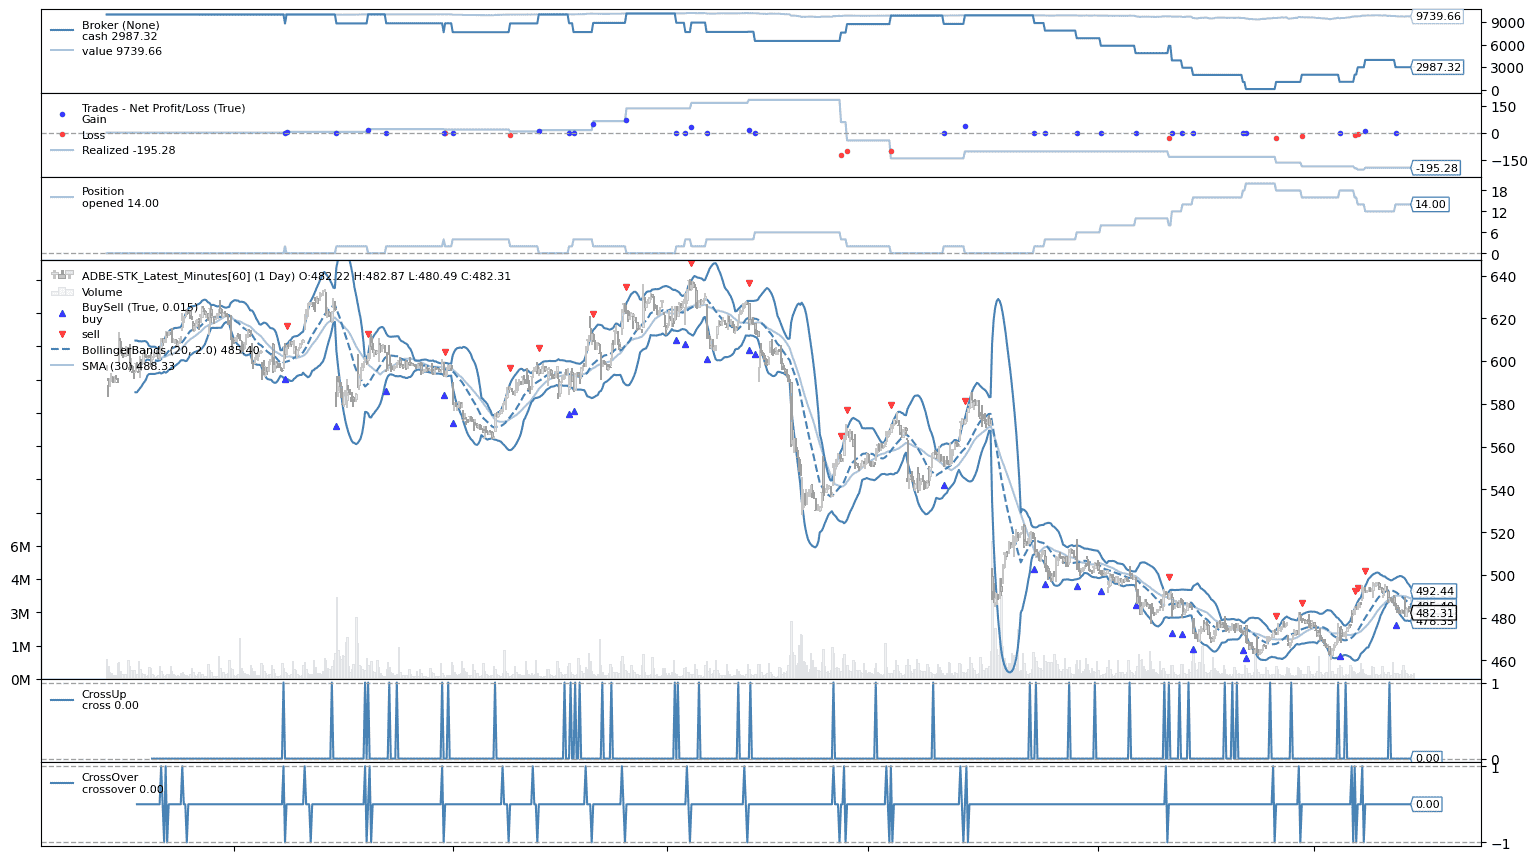 Broker (None)
cash 2987.32
value 9739.66
9739.66
9000
6000
3000
2987.32
0
Trades - Net Profit/Loss (True)
Gain
Loss
Realized -195.28
150
0
−150
-195.28
Position
opened 14.00
18
14.00
12
6
0
ADBE-STK_Latest_Minutes[60] (1 Day) O:482.22 H:482.87 L:480.49 C:482.31
Volume
BuySell (True, 0.015)
buy
sell
BollingerBands (20, 2.0) 485.40
SMA (30) 488.33
640
620
600
580
560
540
520
500
480
460
492.44
482.31
6M
4M
3M
1M
0M
CrossUp
cross 0.00
1
0.00
0
CrossOver
crossover 0.00
1
0.00
−1